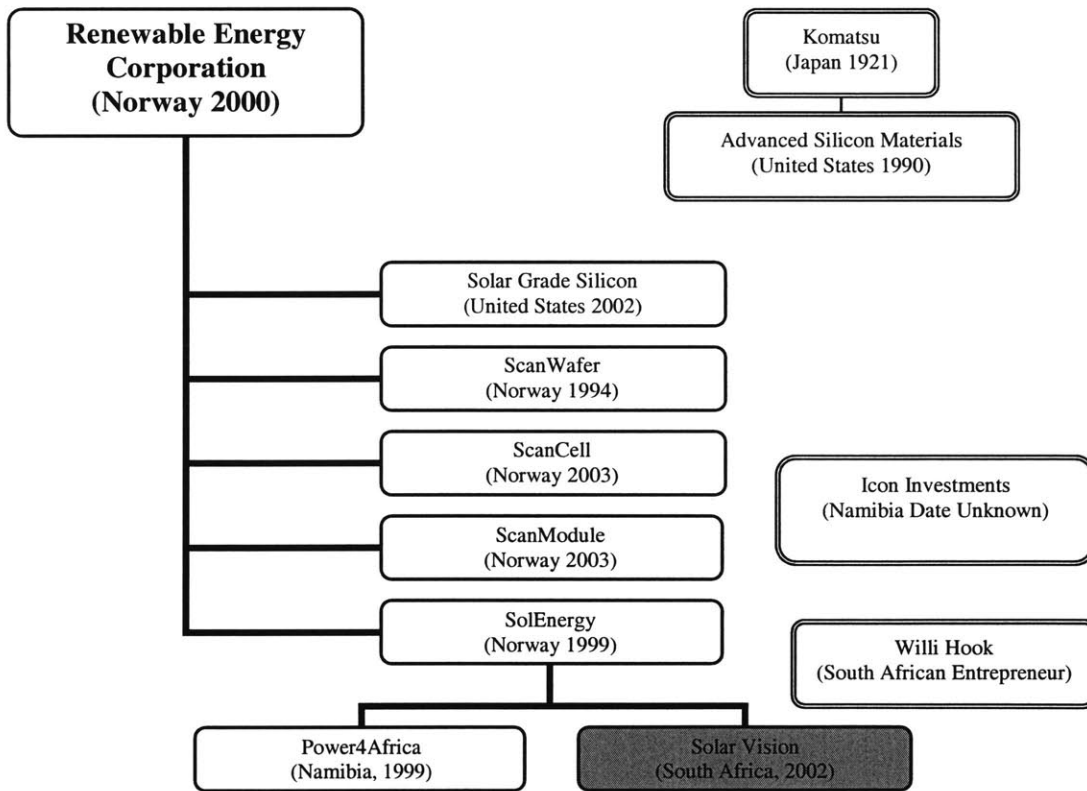 Renewable Energy
Corporation
(Norway 2000)
Komatsu
(Japan 1921)
Advanced Silicon Materials
(United States 1990)
Solar Grade Silicon
(United States 2002)
ScanWafer
(Norway 1994)
ScanCell
(Norway 2003)
Icon Investments
(Namibia Date Unknown)
ScanModule
(Norway 2003)
SolEnergy
(Norway 1999)
Willi Hook
(South African Entrepreneur)
Power4Africa
(Namibia, 1999)
Solar Vision
(South Africa, 2002)